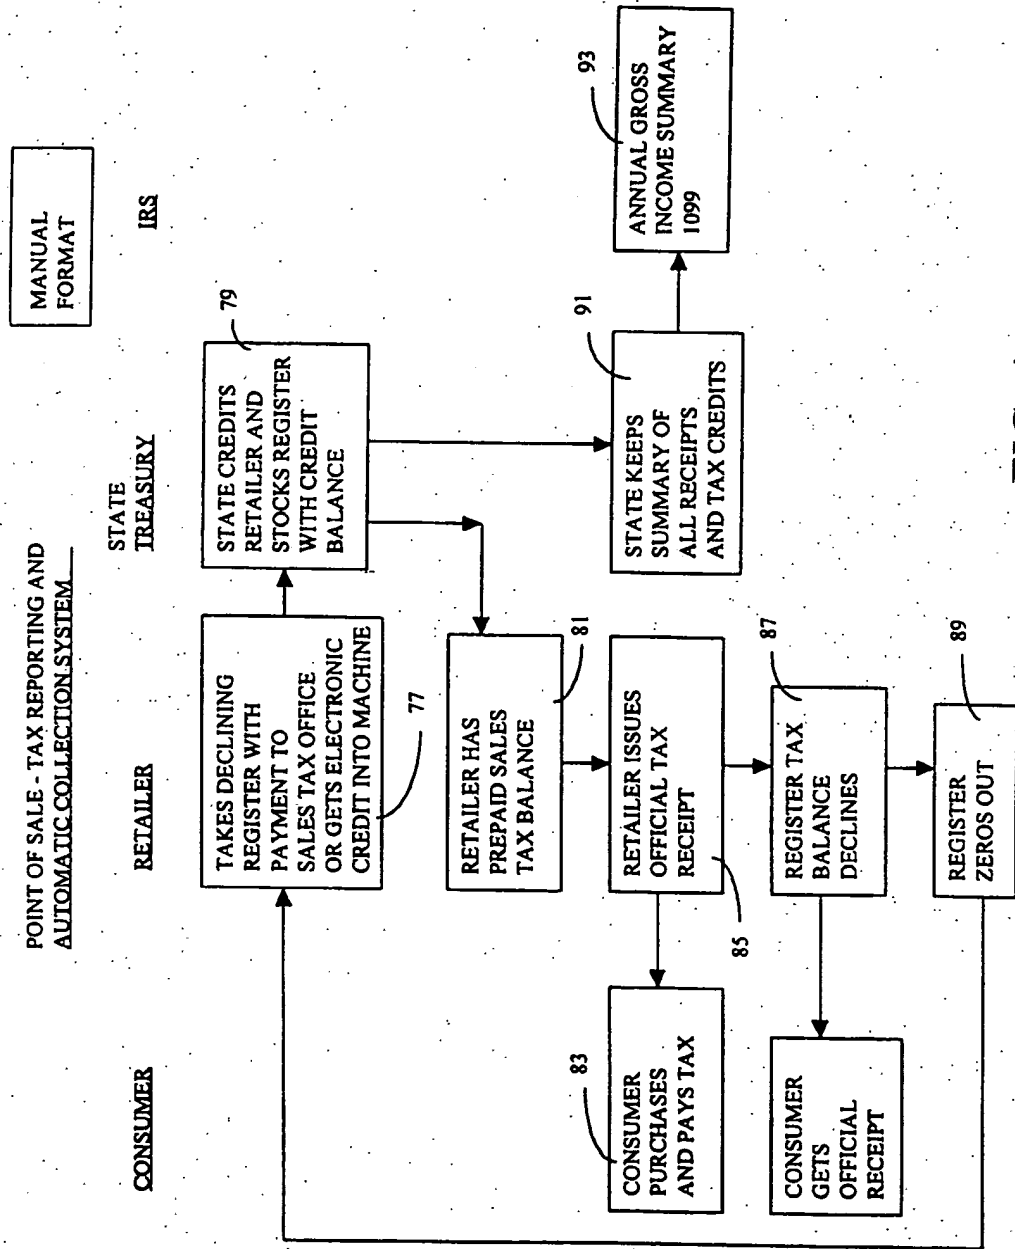 POINT OF SALE - TAX REPORTING AND
AUTOMATIC COLLECTION SYSTEM
MANUAL
FORMAT
CONSUMER
RETAILER
STATE
TREASURY
IRS
TAKES DECLINING
REGISTER WITH
PAYMENT TO
SALES TAX OFFICE
OR GETS ELECTRONIC
CREDIT INTO MACHINE
77
STATE CREDITS
RETAILER AND
STOCKS REGISTER
WITH CREDIT
BALANCE
79
RETAILER HAS
PREPAID SALES
TAX BALANCE
81
CONSUMER
PURCHASES
AND PAYS TAX
83
RETAILER ISSUES
OFFICIAL TAX
RECEIPT
85
STATE KEEPS
SUMMARY OF
ALL RECEIPTS
AND TAX CREDITS
91
ANNUAL GROSS
INCOME SUMMARY
1099
93
CONSUMER
GETS
OFFICIAL
RECEIPT
REGISTER TAX
BALANCE
DECLINES
87
REGISTER
ZEROS OUT
89